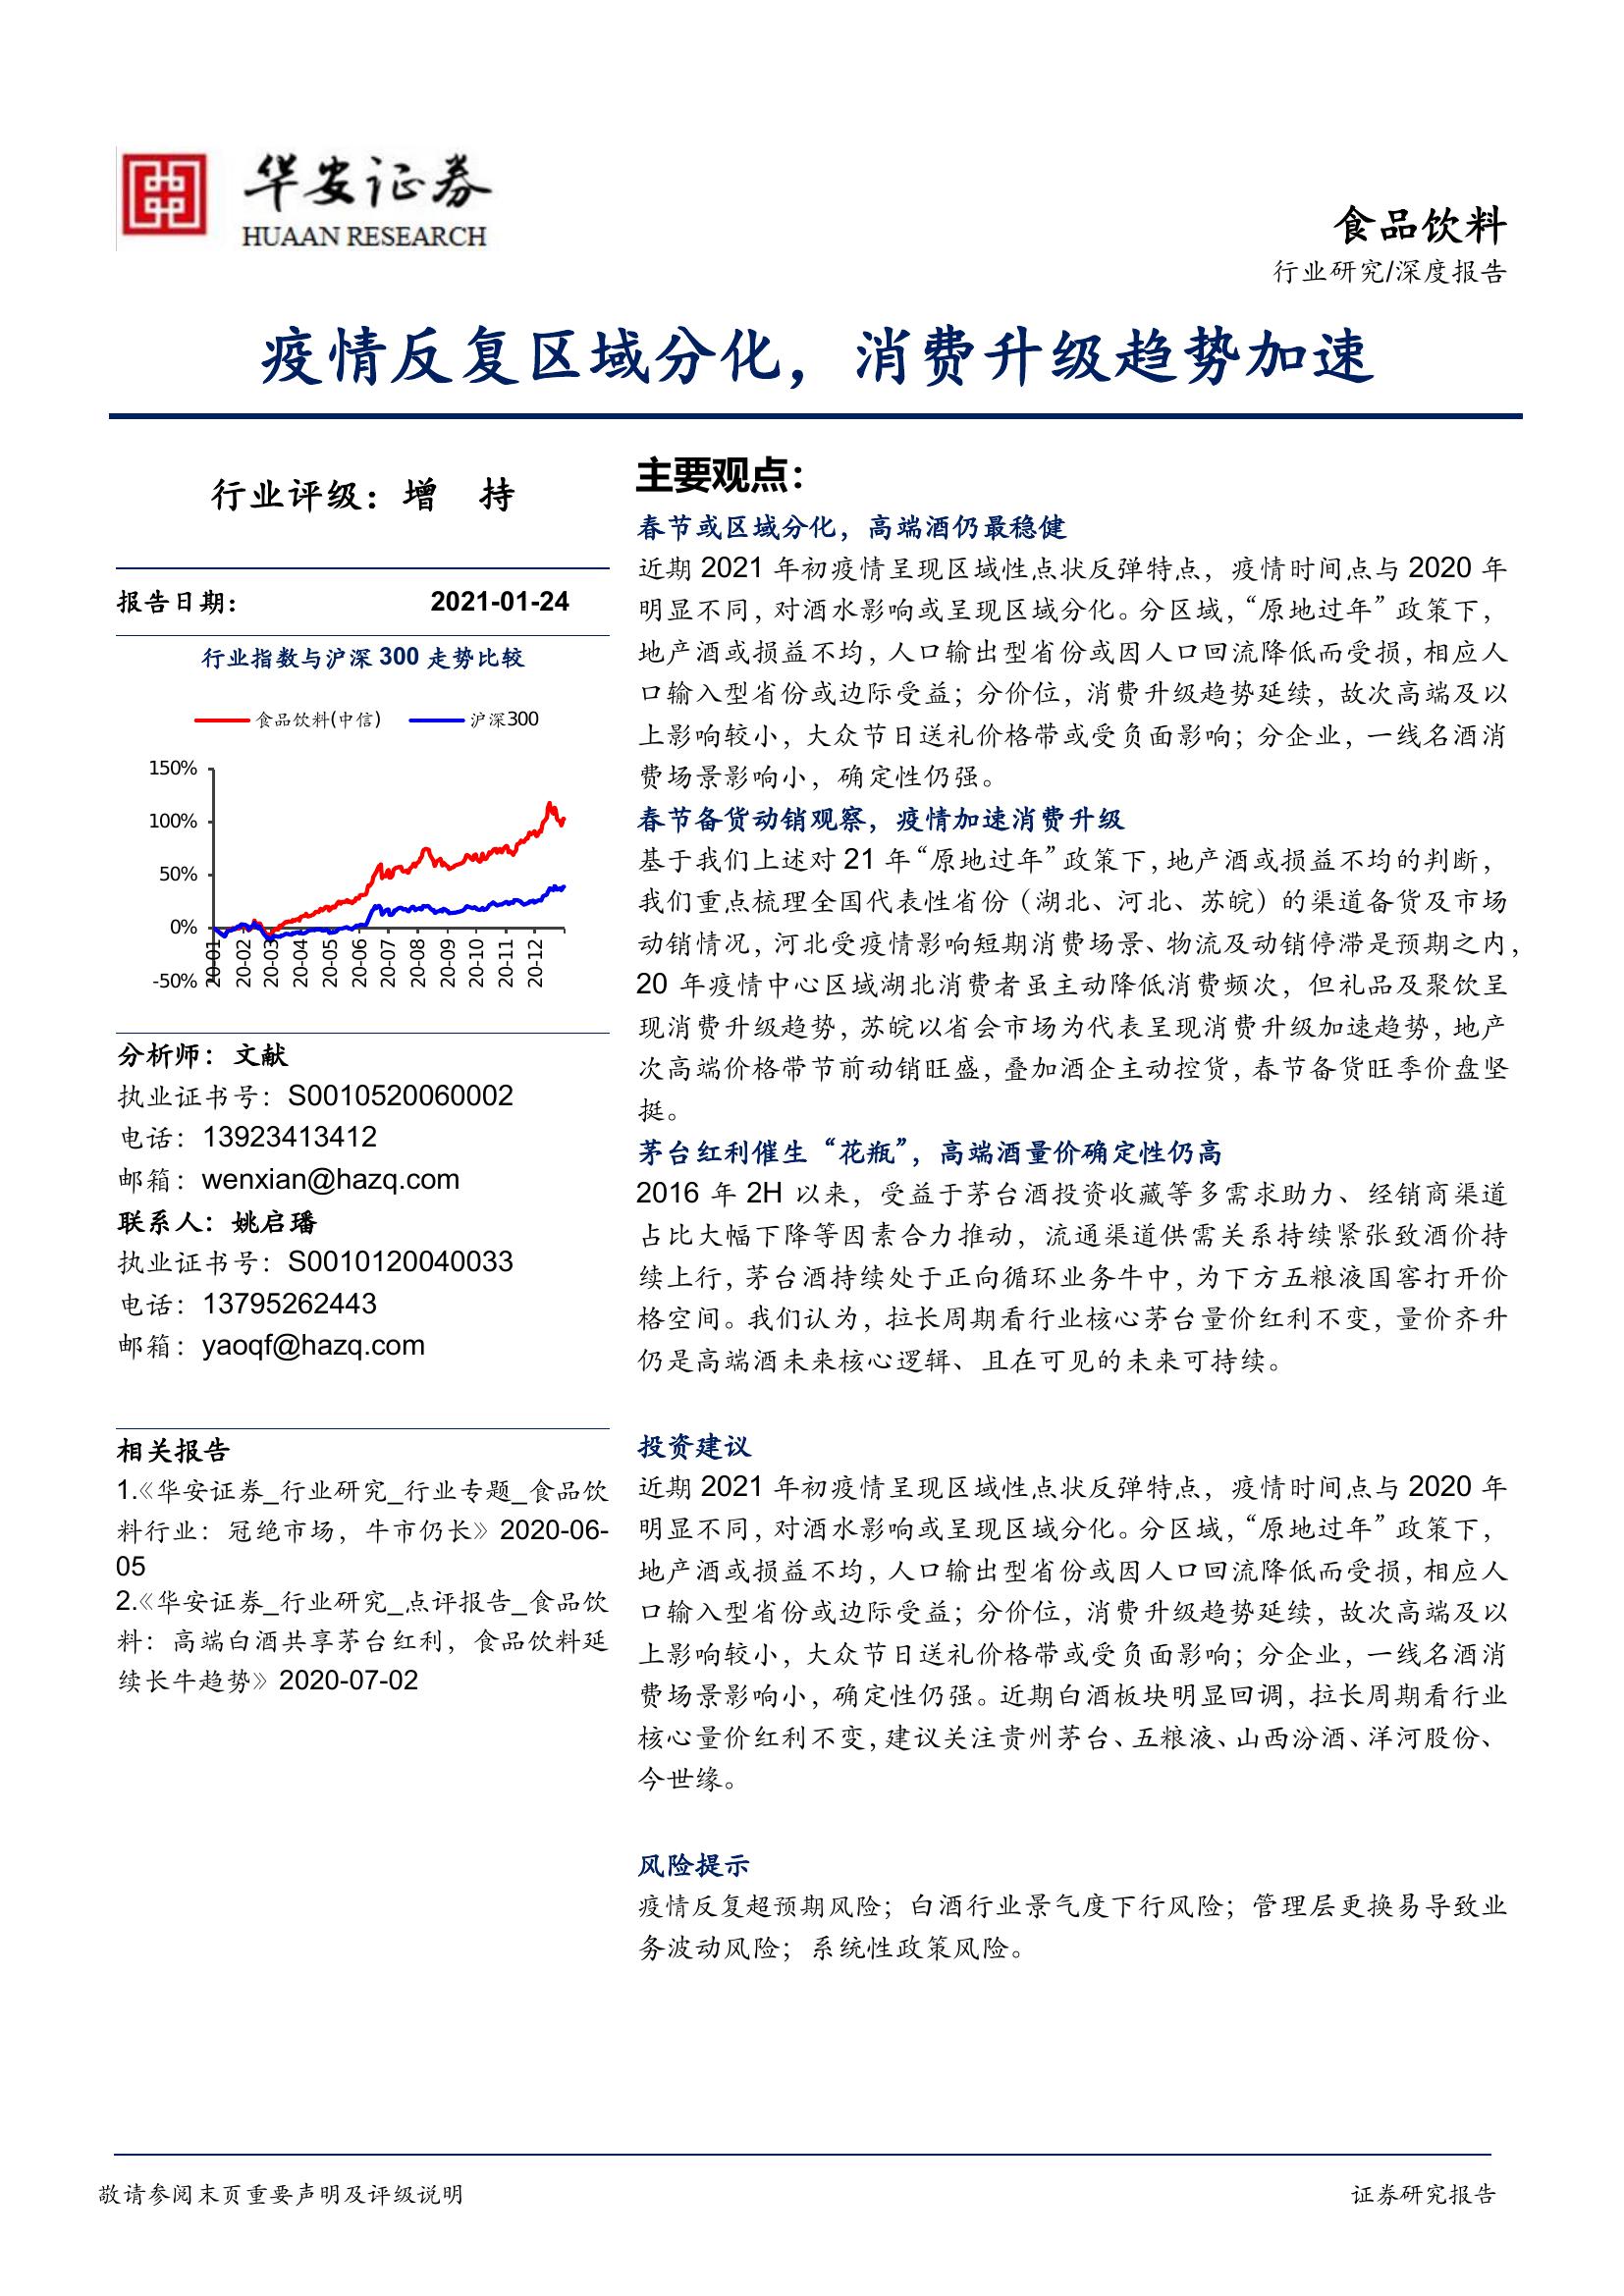 华安证券
HUAAN RESEARCH
食品饮料
行业研究/深度报告
疫情反复区域分化，消费升级趋势加速
行业评级：增 持
报告日期： 2021-01-24
行业指数与沪深 300 走势比较
食品饮料(中信) 沪深300
150%
100%
50%
0%
-50%
20-01
20-02
20-03
20-04
20-05
20-06
20-07
20-08
20-09
20-10
20-11
20-12
分析师：文献
执业证书号：S0010520060002
电话：13923413412
邮箱：wenxian@hazq.com
联系人：姚启璠
执业证书号：S0010120040033
电话：13795262443
邮箱：yaoqf@hazq.com
相关报告
1.《华安证券_行业研究_行业专题_食品饮
料行业：冠绝市场，牛市仍长》2020-06-
05
2.《华安证券_行业研究_点评报告_食品饮
料：高端白酒共享茅台红利，食品饮料延
续长牛趋势》2020-07-02
主要观点：
春节或区域分化，高端酒仍最稳健
近期 2021 年初疫情呈现区域性点状反弹特点，疫情时间点与 2020 年
明显不同，对酒水影响或呈现区域分化。分区域，“原地过年”政策下，
地产酒或损益不均，人口输出型省份或因人口回流降低而受损，相应人
口输入型省份或边际受益；分价位，消费升级趋势延续，故次高端及以
上影响较小，大众节日送礼价格带或受负面影响；分企业，一线名酒消
费场景影响小，确定性仍强。
春节备货动销观察，疫情加速消费升级
基于我们上述对 21 年“原地过年”政策下，地产酒或损益不均的判断，
我们重点梳理全国代表性省份（湖北、河北、苏皖）的渠道备货及市场
动销情况，河北受疫情影响短期消费场景、物流及动销停滞是预期之内，
20 年疫情中心区域湖北消费者虽主动降低消费频次，但礼品及聚饮呈
现消费升级趋势，苏皖以省会市场为代表呈现消费升级加速趋势，地产
次高端价格带节前动销旺盛，叠加酒企主动控货，春节备货旺季价盘坚
挺。
茅台红利催生“花瓶”，高端酒量价确定性仍高
2016 年 2H 以来，受益于茅台酒投资收藏等多需求助力、经销商渠道
占比大幅下降等因素合力推动，流通渠道供需关系持续紧张致酒价持
续上行，茅台酒持续处于正向循环业务牛中，为下方五粮液国窖打开价
格空间。我们认为，拉长周期看行业核心茅台量价红利不变，量价齐升
仍是高端酒未来核心逻辑、且在可见的未来可持续。
投资建议
近期 2021 年初疫情呈现区域性点状反弹特点，疫情时间点与 2020 年
明显不同，对酒水影响或呈现区域分化。分区域，“原地过年”政策下，
地产酒或损益不均，人口输出型省份或因人口回流降低而受损，相应人
口输入型省份或边际受益；分价位，消费升级趋势延续，故次高端及以
上影响较小，大众节日送礼价格带或受负面影响；分企业，一线名酒消
费场景影响小，确定性仍强。近期白酒板块明显回调，拉长周期看行业
核心量价红利不变，建议关注贵州茅台、五粮液、山西汾酒、洋河股份、
今世缘。
风险提示
疫情反复超预期风险；白酒行业景气度下行风险；管理层更换易导致业
务波动风险；系统性政策风险。
敬请参阅末页重要声明及评级说明
证券研究报告